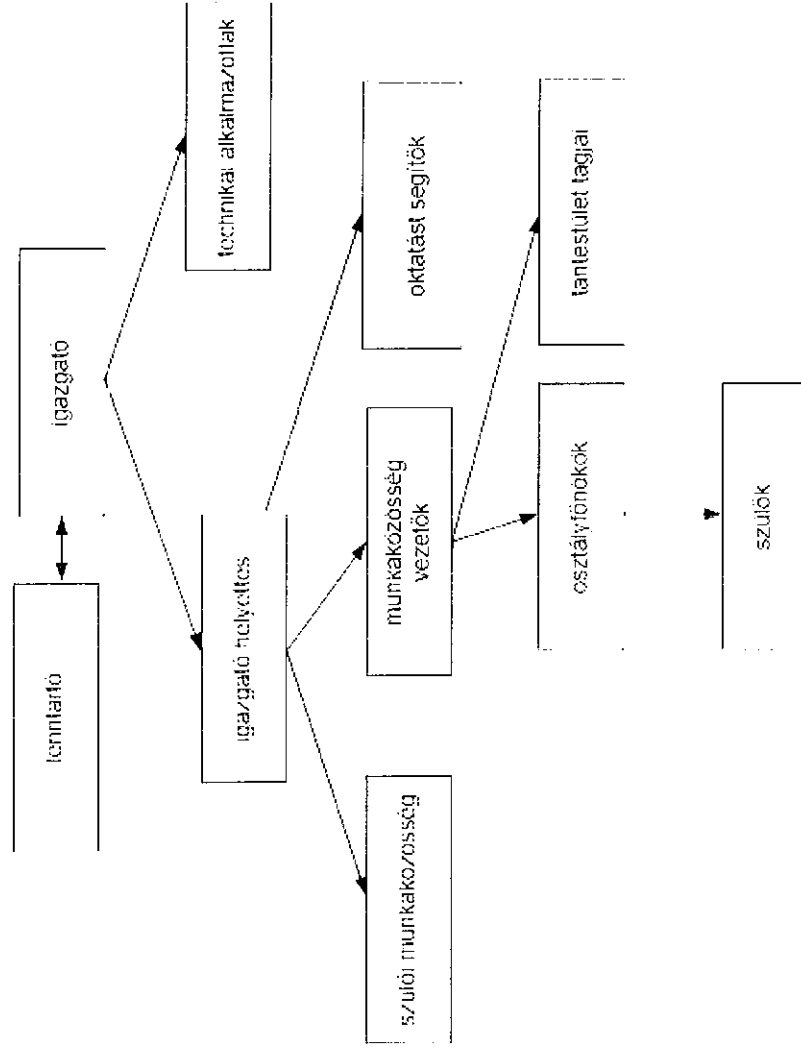 fenntartó
igazgató
technikai alkalmazottak
igazgató helyettes
oktatást segítők
munkaközösség
vezetők
szülői munkaközösség
tantestület tagjai
osztályfőnökök
szülők